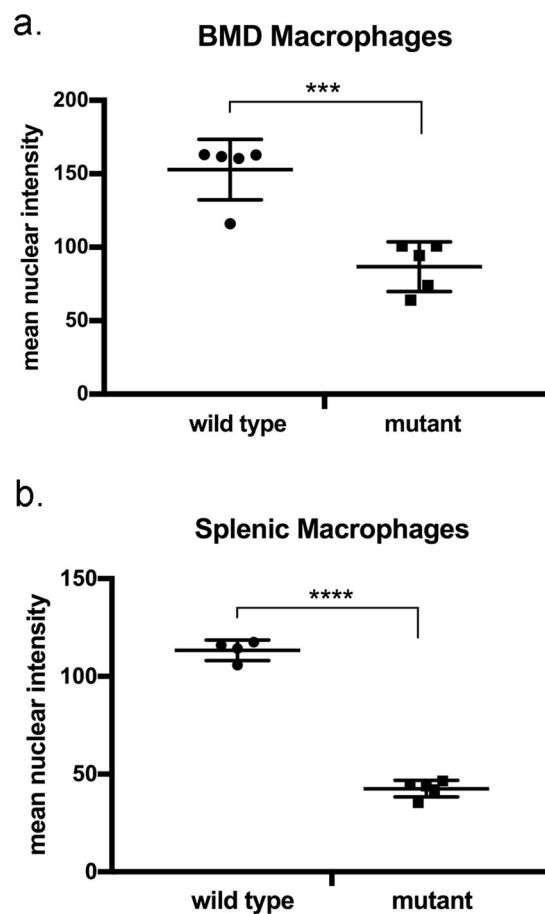 a.
BMD Macrophages
***
mean nuclear intensity
200
150
100
50
0
wild type
mutant
b.
Splenic Macrophages
****
mean nuclear intensity
150
100
50
0
wild type
mutant